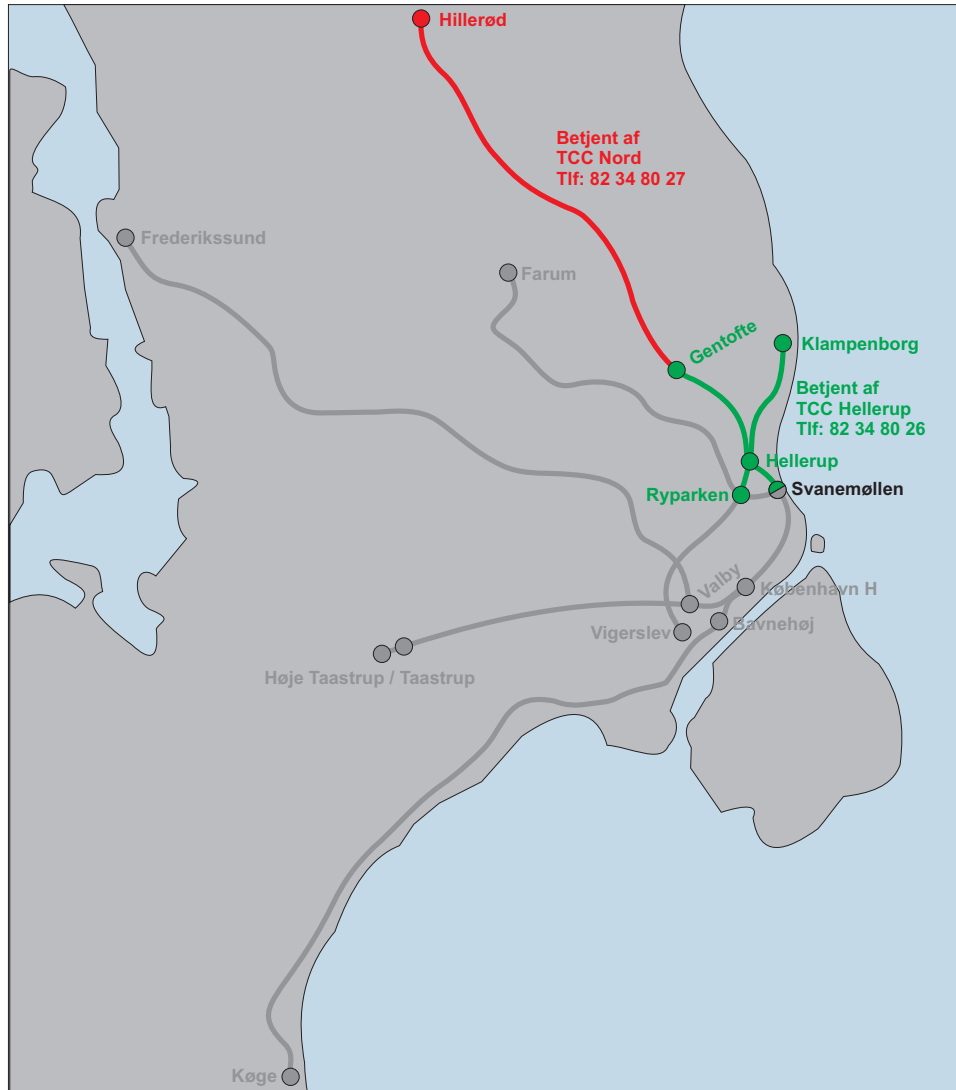 Hillerød
Betjent af
TCC Nord
Tlf: 82 34 80 27
Frederikssund
Farum
Gentofte
Klampenborg
Betjent af
TCC Hellerup
Tlf: 82 34 80 26
Hellerup
Ryparken
Svanemøllen
Valby
København H
Vigerslev
Bavnehøj
Høje Taastrup / Taastrup
Køge